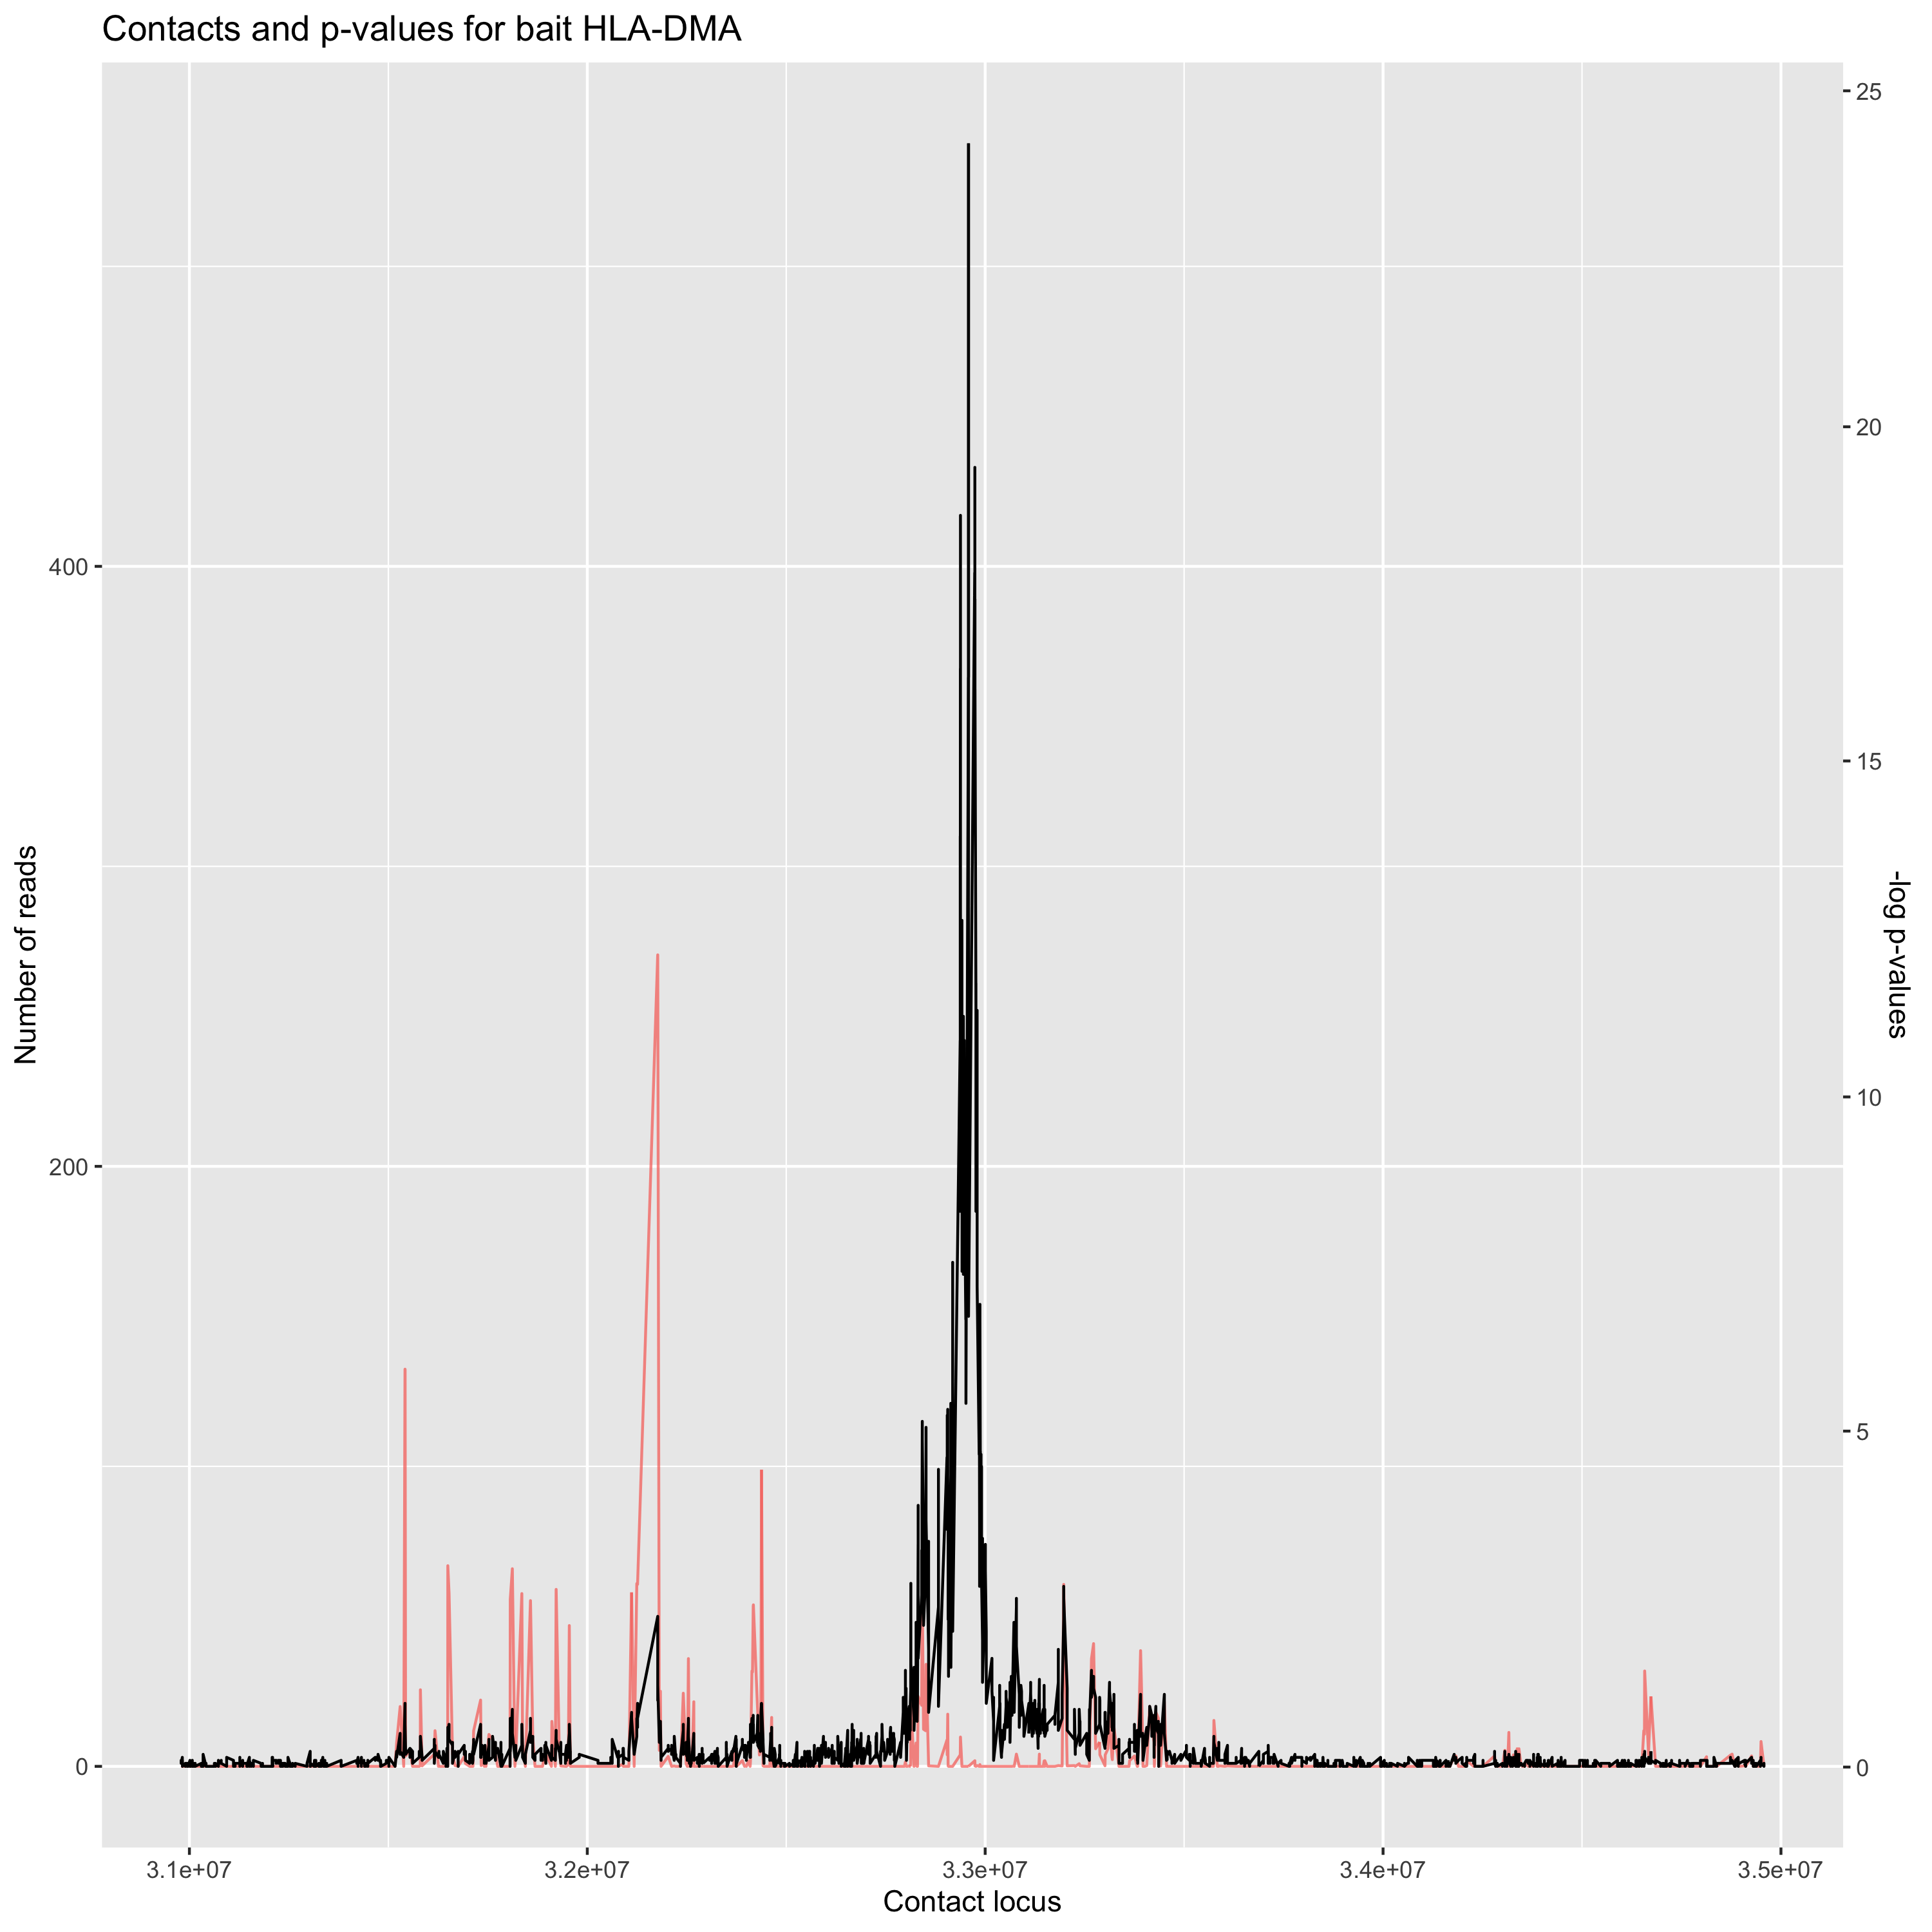 Contacts and p-values for bait HLA-DMA
Number of reads
400
200
0
25
20
15
10
5
0
-log p-values
3.1e+07 3.2e+07 3.3e+07 3.4e+07 3.5e+07
Contact locus